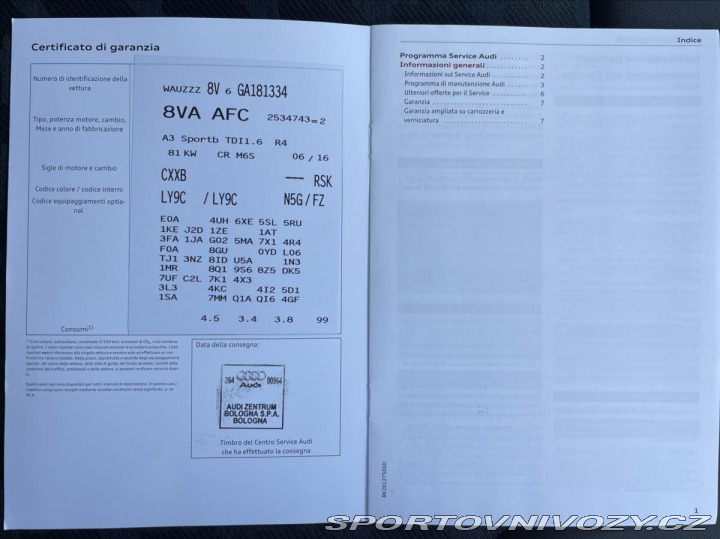 Certificato di garanzia
Numero di identificazione della
vettura
WAUZZZ 8V 6 GA181334
8VA AFC 2534743=2
Tipo, potenza motore, cambio,
Mese e anno di fabbricazione
A3 Sportb TDI1.6 R4
81 KW CR M6S 06 / 16
Sigle di motore e cambio
CXXB --- RSK
Codice colore / codice interni
LY9C / LY9C N5G/FZ
Codice equipaggiamenti optio-
nal
E0A 4UH 6XE 5SL 5RU
1KE J2D 1ZE 1AT
3FA 1JA G02 5MA 7X1 4R4
F0A 8GU 0YD L06
TJ1 3NZ 8ID U5A 1N3
1MR 8Q1 9S6 8Z5 DK5
7UF C2L 7K1 4X3
3L3 4KC 4I2 5D1
1SA 7MM Q1A QI6 4GF
4.5 3.4 3.8 99
Consumi1)
Data della consegna:
264 00964
Audi
AUDI ZENTRUM
BOLOGNA S.P.A.
BOLOGNA
Timbro del Centro Service Audi
che ha effettuato la consegna
Indice
Programma Service Audi ........ 2
Informazioni generali ........ 2
Informazioni sul Service Audi ........ 2
Programma di manutenzione Audi ..... 3
Ulteriori offerte per il Service ........ 6
Garanzia ........ 7
Garanzia ampliata su carrozzeria e
verniciatura ........ 7
1
SPORTOVNIVOZY.CZ